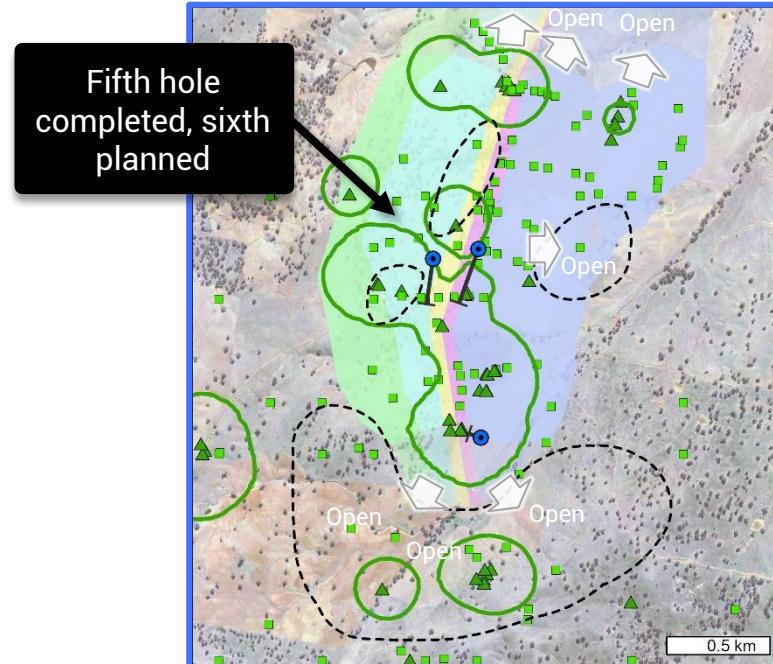 Open
Open
Fifth hole
completed, sixth
planned
Open
Open
Open
Open
0.5 km